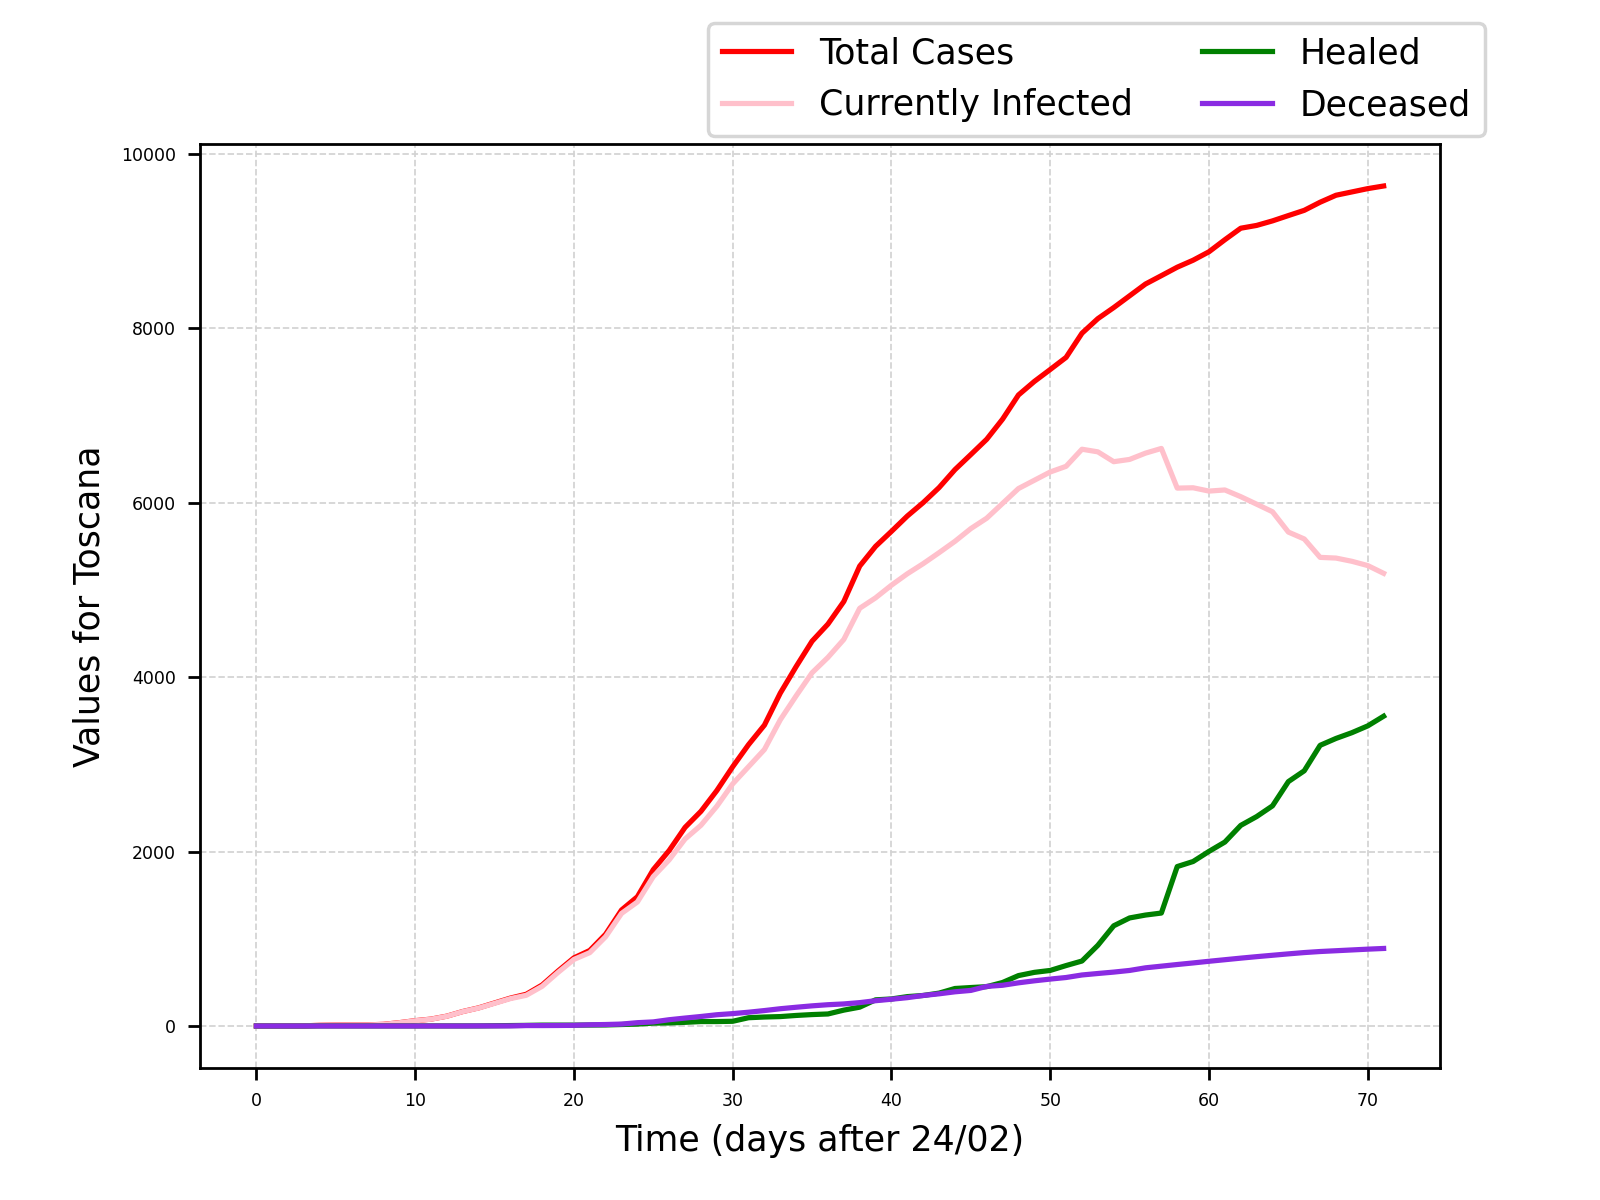 Total Cases
Currently Infected
Healed
Deceased
10000
8000
6000
4000
2000
0
Values for Toscana
0 10 20 30 40 50 60 70
Time (days after 24/02)